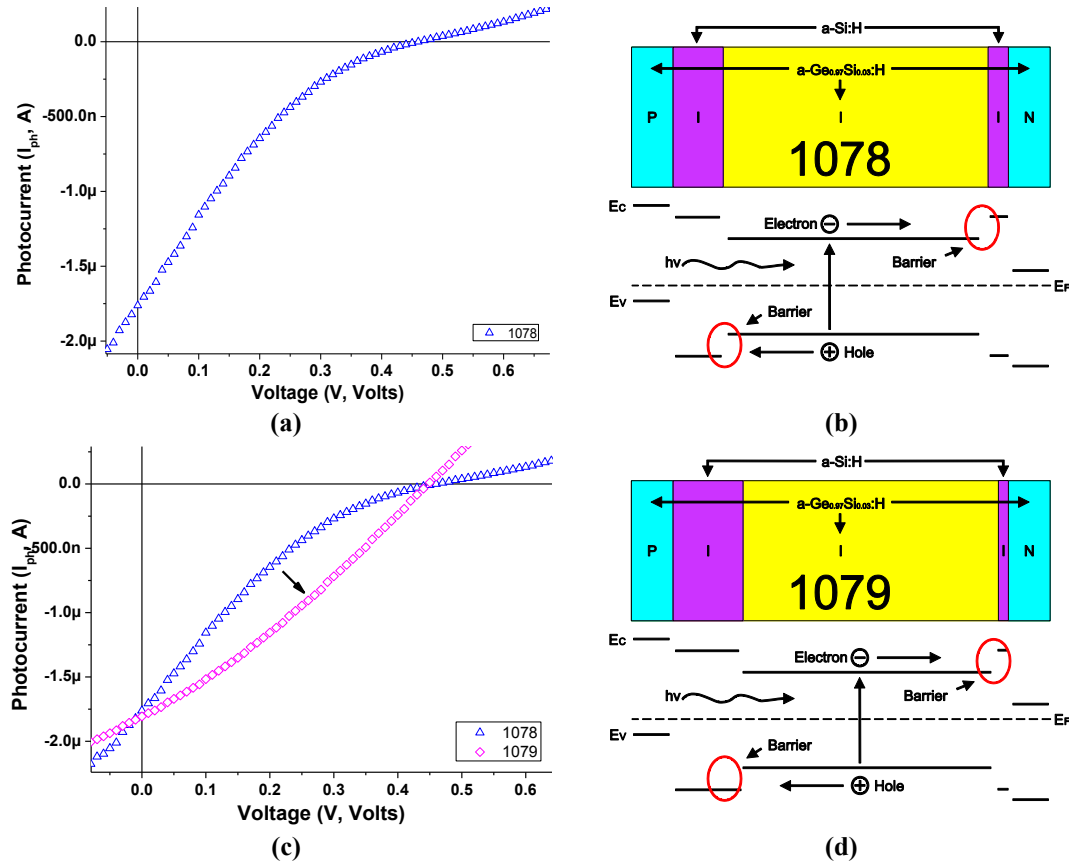 0.0
-500.0n
-1.0µ
-1.5µ
-2.0µ
Photocurrent (Iph, A)
0.0 0.1 0.2 0.3 0.4 0.5 0.6
Voltage (V, Volts)
1078
(a)
a-Si:H
a-Ge0.97Si0.03:H
P I I I N
1078
Ec
Electron
Barrier
hv
EF
Ev
Barrier
Hole
(b)
0.0
500.0n
-1.0µ
-1.5µ
-2.0µ
Photocurrent (Iph, A)
0.0 0.1 0.2 0.3 0.4 0.5 0.6
Voltage (V, Volts)
1078
1079
(c)
a-Si:H
a-Ge0.97Si0.03:H
P i I I N
1079
Ec
Electron
Barrier
hv
EF
Ev
Barrier
Hole
(d)